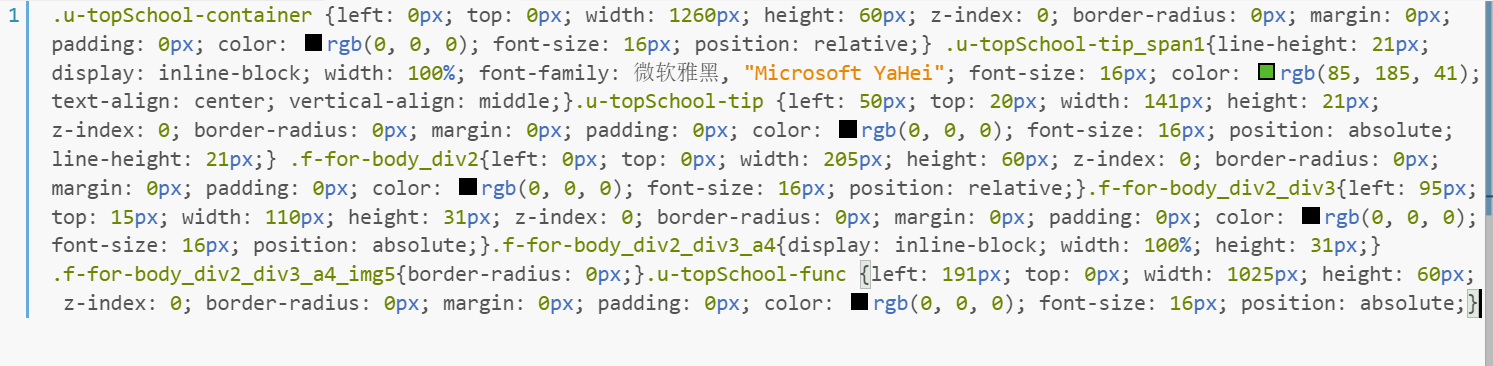 1 .u-topSchool-container {left: 0px; top: 0px; width: 1260px; height: 60px; z-index: 0; border-radius: 0px; margin: 0px;
padding: 0px; color: rgb(0, 0, 0); font-size: 16px; position: relative;} .u-topSchool-tip_span1{line-height: 21px;
display: inline-block; width: 100%; font-family: 微软雅黑, "Microsoft YaHei"; font-size: 16px; color: rgb(85, 185, 41);
text-align: center; vertical-align: middle;}.u-topSchool-tip {left: 50px; top: 20px; width: 141px; height: 21px;
z-index: 0; border-radius: 0px; margin: 0px; padding: 0px; color: rgb(0, 0, 0); font-size: 16px; position: absolute;
line-height: 21px;} .f-for-body_div2{left: 0px; top: 0px; width: 205px; height: 60px; z-index: 0; border-radius: 0px;
margin: 0px; padding: 0px; color: rgb(0, 0, 0); font-size: 16px; position: relative;}.f-for-body_div2_div3{left: 95px;
top: 15px; width: 110px; height: 31px; z-index: 0; border-radius: 0px; margin: 0px; padding: 0px; color: rgb(0, 0, 0);
font-size: 16px; position: absolute;}.f-for-body_div2_div3_a4{display: inline-block; width: 100%; height: 31px;}
.f-for-body_div2_div3_a4_img5{border-radius: 0px;}.u-topSchool-func {left: 191px; top: 0px; width: 1025px; height: 60px;
z-index: 0; border-radius: 0px; margin: 0px; padding: 0px; color: rgb(0, 0, 0); font-size: 16px; position: absolute;}